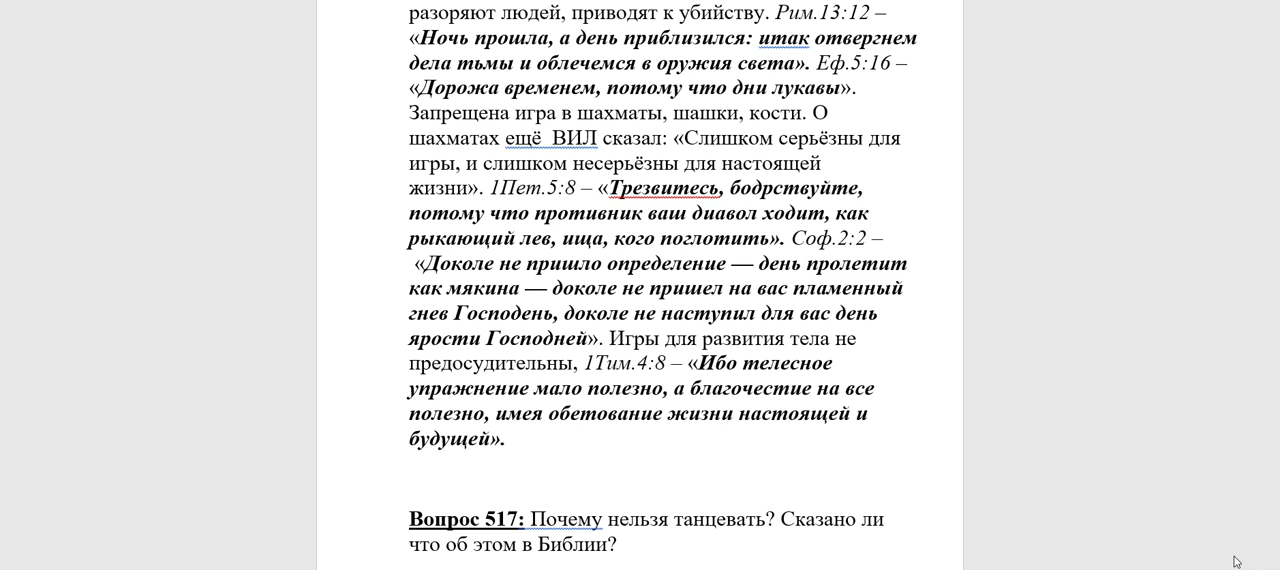 разоряют людей, приводят к убийству. Рим.13:12 –
«Ночь прошла, а день приблизился: итак отвергнем
дела тьмы и облечемся в оружия света». Еф.5:16 –
«Дорожа временем, потому что дни лукавы».
Запрещена игра в шахматы, шашки, кости. О
шахматах ещё  ВИЛ сказал: «Слишком серьёзны для
игры, и слишком несерьёзны для настоящей
жизни». 1Пет.5:8 – «Трезвитесь, бодрствуйте,
потому что противник ваш диавол ходит, как
рыкающий лев, ища, кого поглотить». Соф.2:2 –
«Доколе не пришло определение — день пролетит
как мякина — доколе не пришел на вас пламенный
гнев Господень, доколе не наступил для вас день
ярости Господней». Игры для развития тела не
предосудительны, 1Тим.4:8 – «Ибо телесное
упражнение мало полезно, а благочестие на все
полезно, имея обетование жизни настоящей и
будущей».
Вопрос 517: Почему нельзя танцевать? Сказано ли
что об этом в Библии?